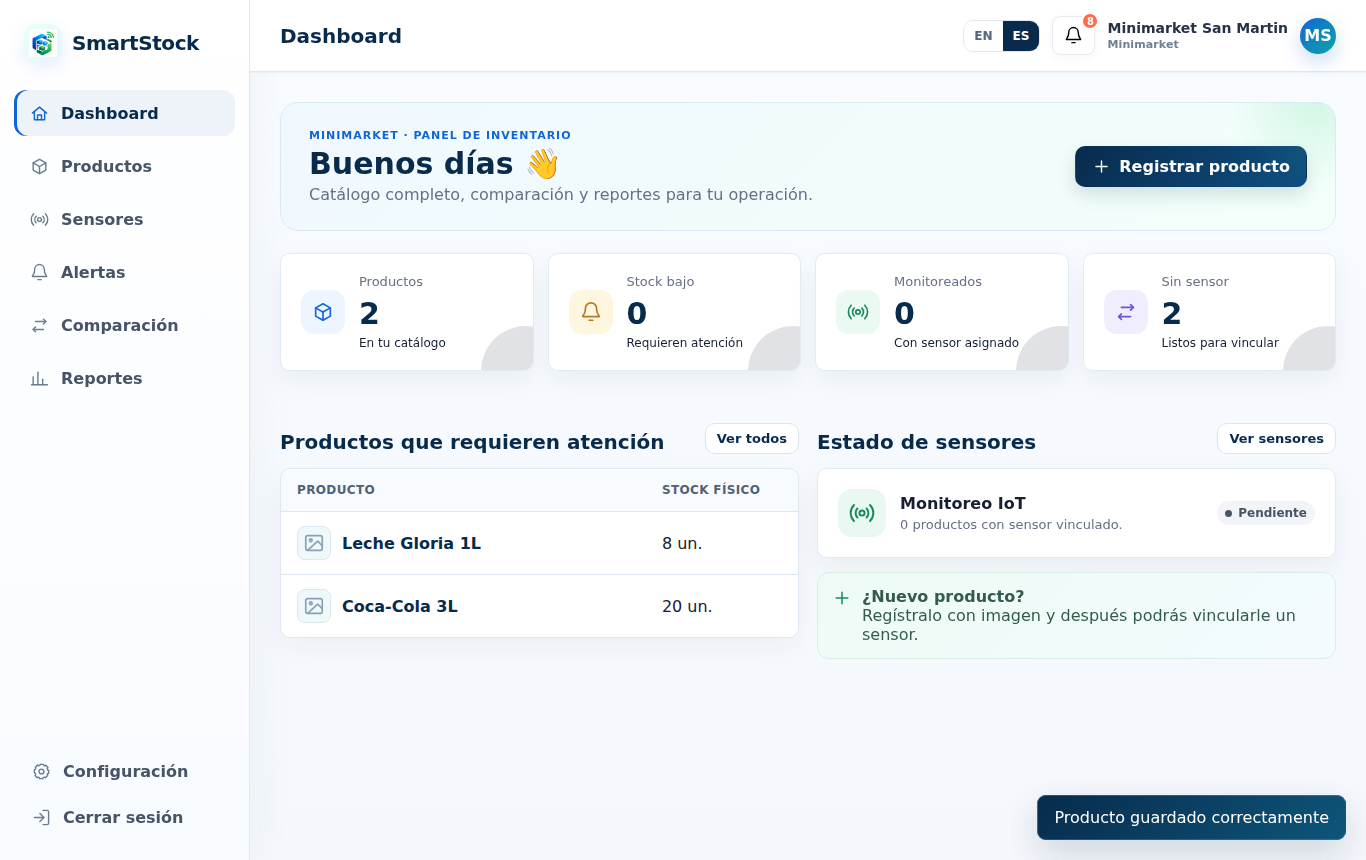 SmartStock
Dashboard
Productos
Sensores
Alertas
Comparación
Reportes
Configuración
Cerrar sesión
Dashboard
EN ES
8
Minimarket San Martin
Minimarket
MS
MINIMARKET · PANEL DE INVENTARIO
Buenos días 👋
Catálogo completo, comparación y reportes para tu operación.
Registrar producto
Productos
2
En tu catálogo
Stock bajo
0
Requieren atención
Monitoreados
0
Con sensor asignado
Sin sensor
2
Listos para vincular
Productos que requieren atención
Ver todos
PRODUCTO STOCK FÍSICO
Leche Gloria 1L 8 un.
Coca-Cola 3L 20 un.
Estado de sensores
Ver sensores
Monitoreo IoT
0 productos con sensor vinculado.
Pendiente
¿Nuevo producto?
Regístralo con imagen y después podrás vincularle un
sensor.
Producto guardado correctamente